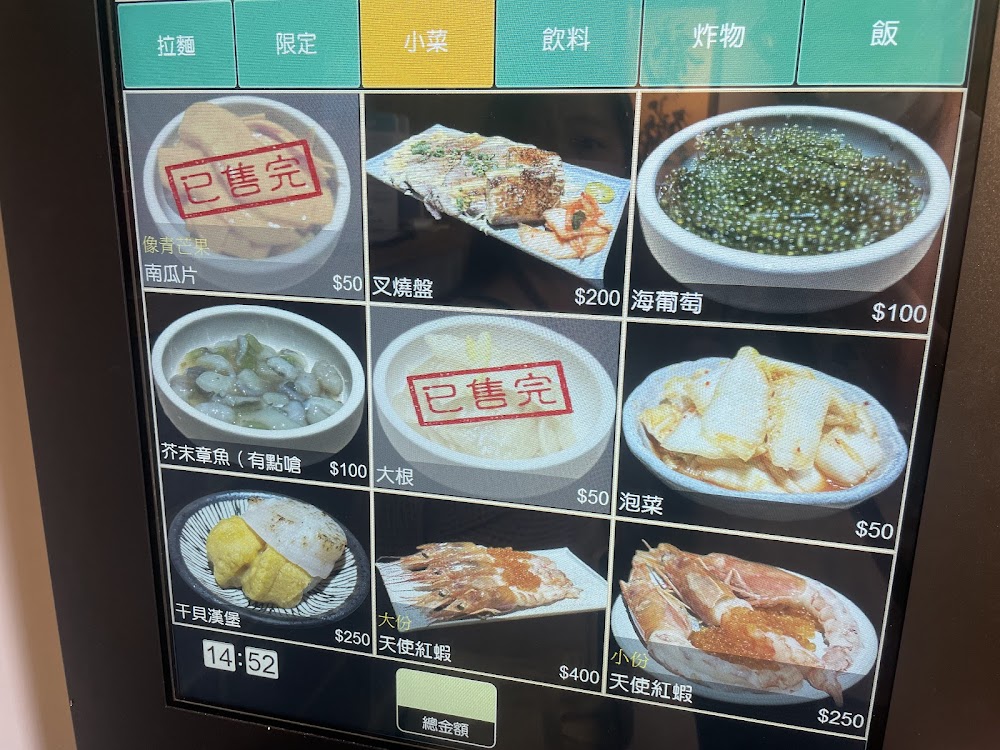 拉麵
限定
小菜
飲料
炸物
飯
已售完
像青芒果
南瓜片
$50
叉燒盤
$200
海葡萄
$100
芥末章魚（有點嗆
$100
已售完
大根
$50
泡菜
$50
干貝漢堡
$250
大份
天使紅蝦
$400
小份
天使紅蝦
$250
14:52
總金額